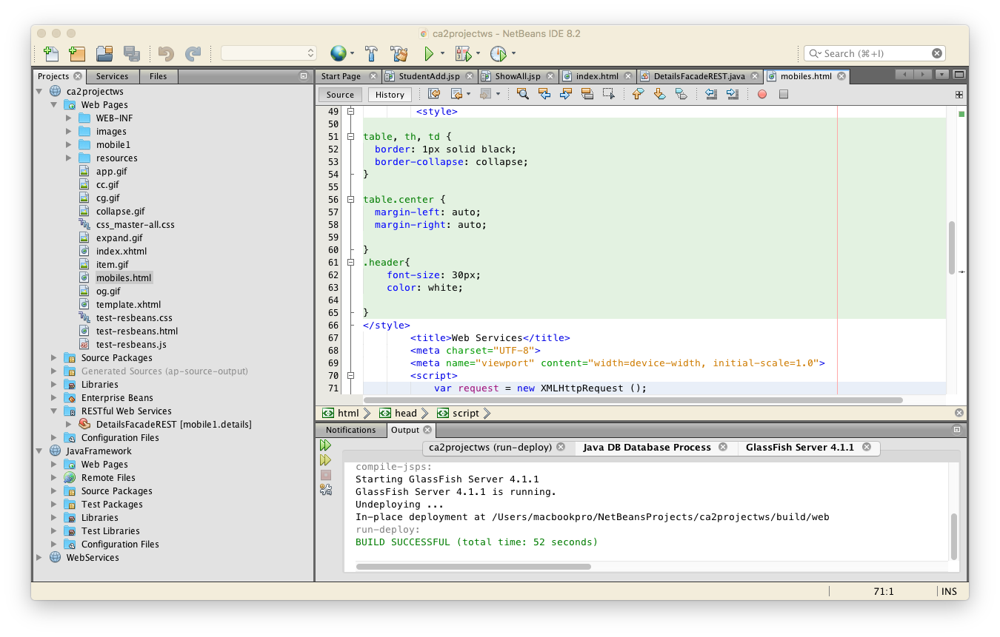 ca2projectws - NetBeans IDE 8.2
Search (⌘+I)
Projects Services Files
ca2projectws
Web Pages
WEB-INF
images
mobile1
resources
app.gif
cc.gif
cg.gif
collapse.gif
css_master-all.css
expand.gif
index.xhtml
item.gif
mobiles.html
og.gif
template.xhtml
test-resbeans.css
test-resbeans.html
test-resbeans.js
Source Packages
Generated Sources (ap-source-output)
Libraries
Enterprise Beans
RESTful Web Services
DetailsFacadeREST [mobile1.details]
Configuration Files
JavaFramework
Web Pages
Remote Files
Source Packages
Test Packages
Libraries
Test Libraries
Configuration Files
WebServices
Start Page StudentAdd.jsp ShowAll.jsp index.html DetailsFacadeREST.java mobiles.html
Source History
49 <style>
50
51 table, th, td {
52 border: 1px solid black;
53 border-collapse: collapse;
54 }
55
56 table.center {
57 margin-left: auto;
58 margin-right: auto;
59
60 }
61 .header{
62 font-size: 30px;
63 color: white;
64
65 }
66 </style>
67 <title>Web Services</title>
68 <meta charset="UTF-8">
69 <meta name="viewport" content="width=device-width, initial-scale=1.0">
70 <script>
71 var request = new XMLHttpRequest ();
html head script
Notifications Output
ca2projectws (run-deploy) Java DB Database Process GlassFish Server 4.1.1
compile-jsps:
Starting GlassFish Server 4.1.1
GlassFish Server 4.1.1 is running.
Undeploying ...
In-place deployment at /Users/macbookpro/NetBeansProjects/ca2projectws/build/web
run-deploy:
BUILD SUCCESSFUL (total time: 52 seconds)
71:1 INS